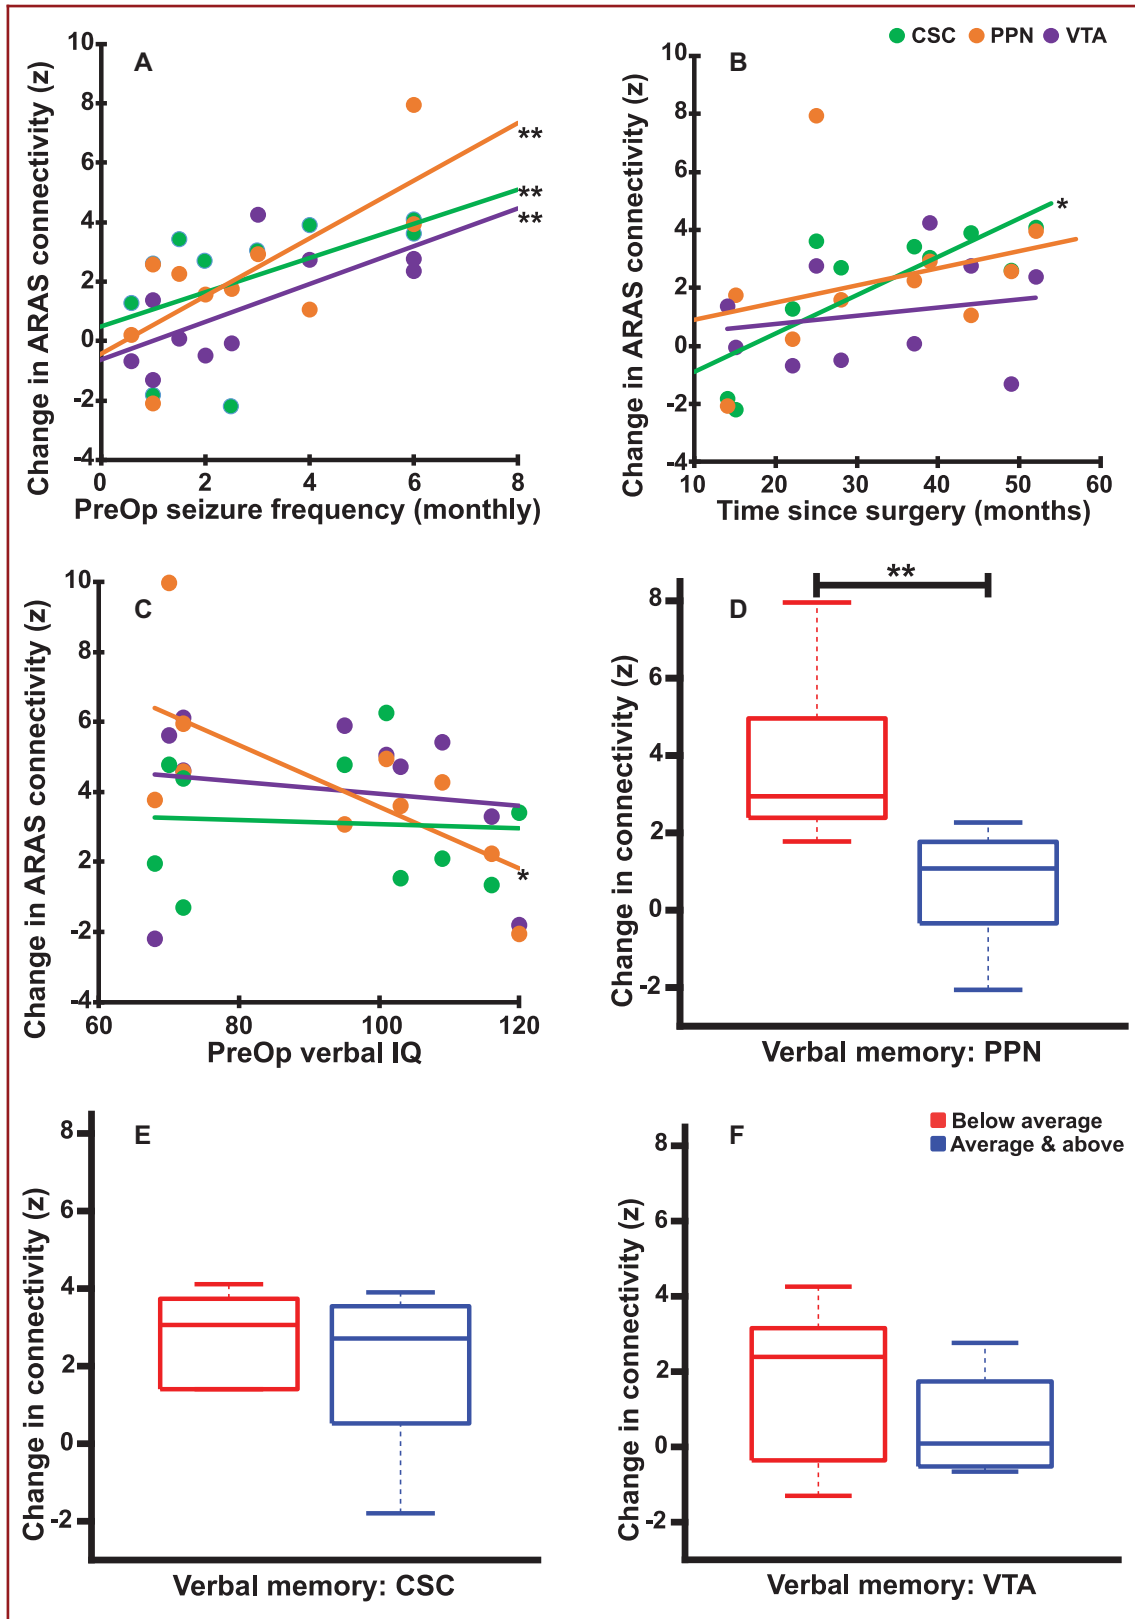 A
CSC PPN VTA
B
Change in ARAS connectivity (z)
10
8
6
4
2
0
-2
-4
**
**
**
0 2 4 6 8
PreOp seizure frequency (monthly)
Change in ARAS connectivity (z)
10
8
6
4
2
0
-2
-4
*
10 20 30 40 50 60
Time since surgery (months)
C
Change in ARAS connectivity (z)
10
6
4
2
-2
-4
*
60 80 100 120
PreOp verbal IQ
D
**
Change in connectivity (z)
8
6
4
2
0
-2
Verbal memory: PPN
E
Change in connectivity (z)
8
6
4
2
0
-2
Verbal memory: CSC
F
Below average
Average & above
Change in connectivity (z)
8
6
4
2
0
-2
Verbal memory: VTA